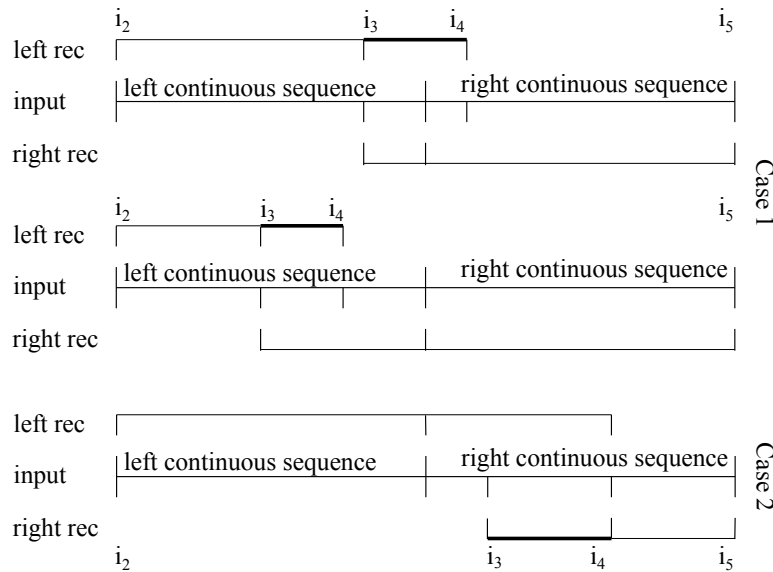 i₂ i₃ i₄ i₅
left rec
left continuous sequence right continuous sequence
input
right rec
Case 1
i₂ i₃ i₄ i₅
left rec
left continuous sequence right continuous sequence
input
right rec
left rec
left continuous sequence right continuous sequence
input
Case 2
right rec
i₂ i₃ i₄ i₅